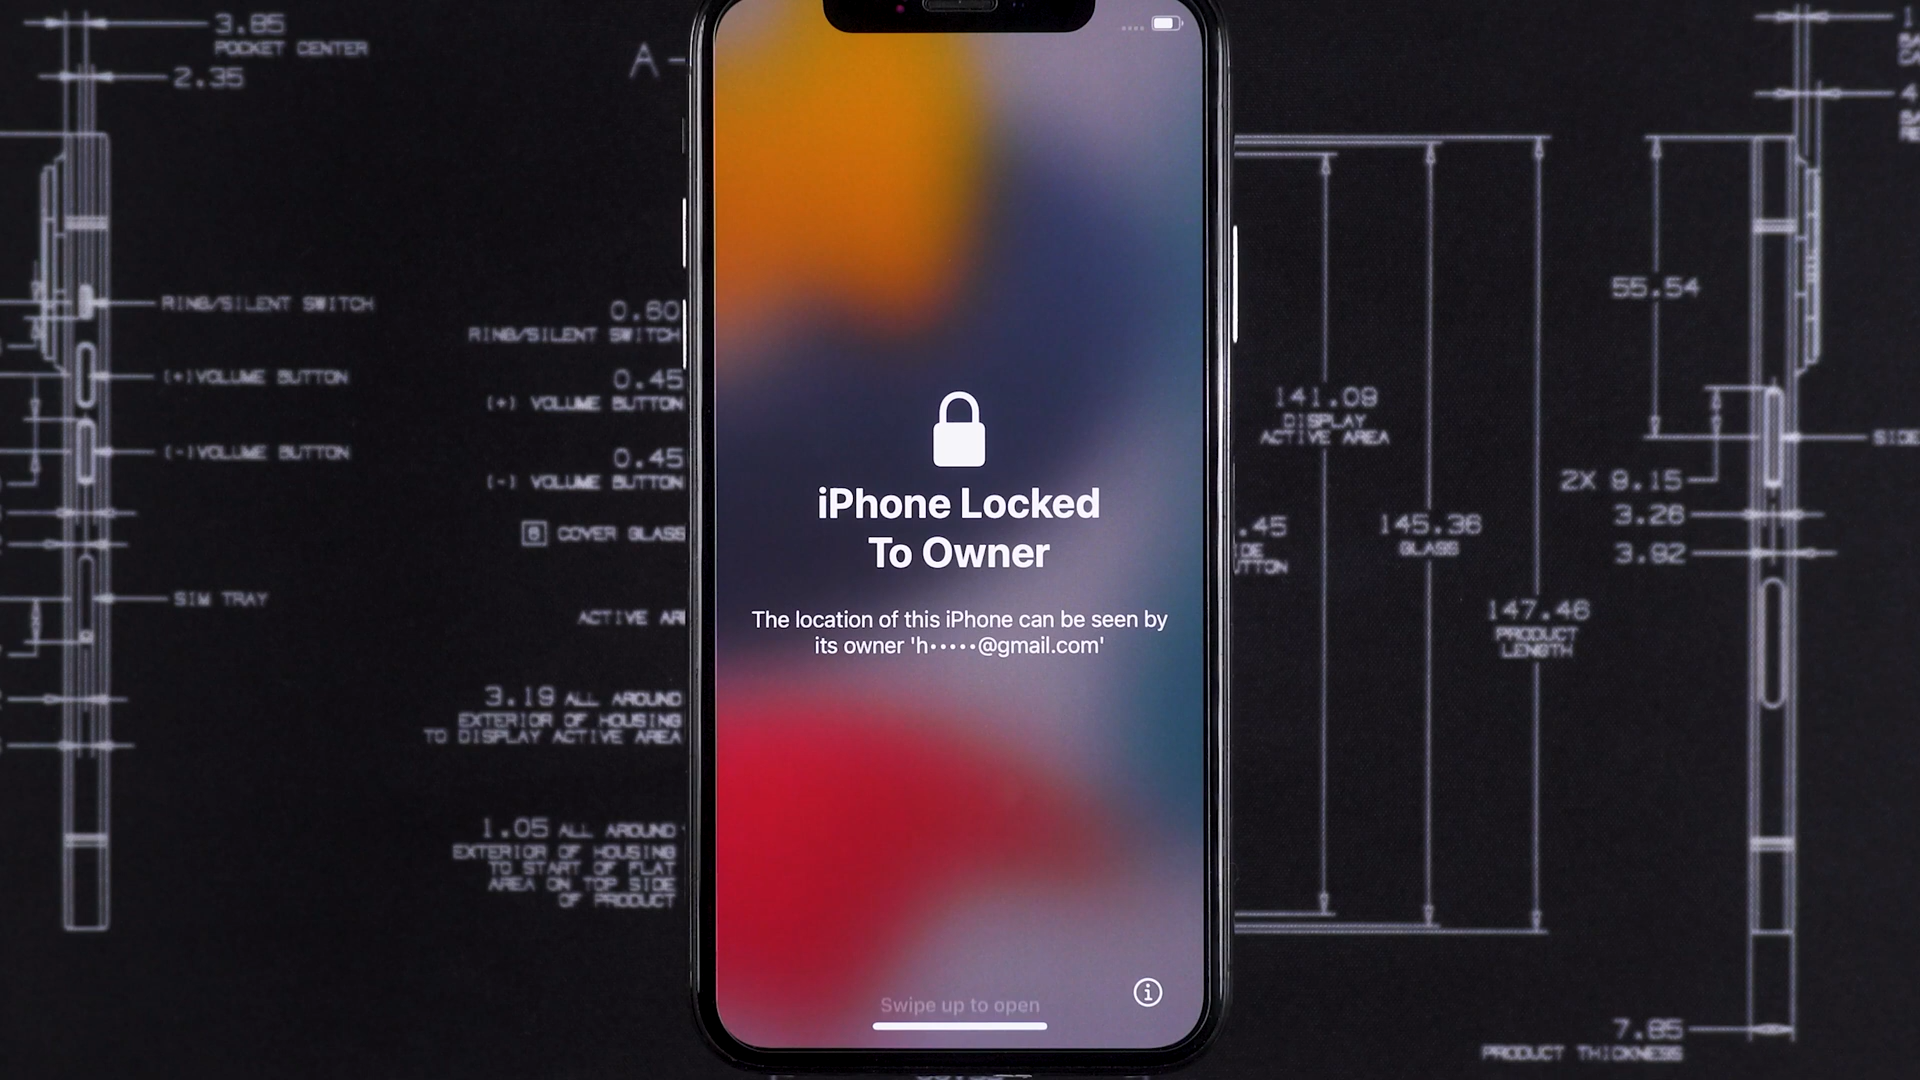 3.85
POCKET CENTER
2.35
A
RING/SILENT SWITCH
(+)VOLUME BUTTON
(-)VOLUME BUTTON
SIM TRAY
0.60
RING/SILENT SWITCH
0.45
(+) VOLUME BUTTON
0.45
(-) VOLUME BUTTON
B COVER GLASS
ACTIVE
3.19 ALL AROUND
EXTERIOR OF HOUSING
TO DISPLAY ACTIVE AREA
1.05 ALL AROUND
EXTERIOR OF HOUSING
TO START OF FLAT
AREA ON TOP SIDE
OF PRODUCT
iPhone Locked
To Owner
The location of this iPhone can be seen by
its owner 'h•••••@gmail.com'
Swipe up to open
141.09
DISPLAY
ACTIVE AREA
.45
145.36
GLASS
147.46
PRODUCT
LENGTH
55.54
2X 9.15
3.26
3.92
SIDE
7.85
PRODUCT THICKNESS